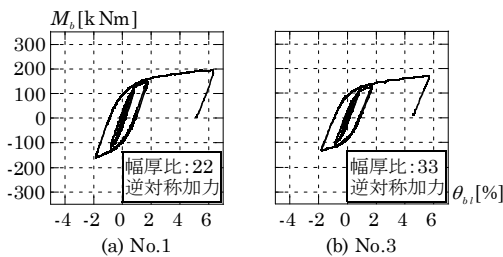 M_b[kNm]
300
200
100
0
-100
-200
-300
幅厚比:22
逆対称加力
幅厚比:33
逆対称加力
θ_bl[%]
-4 -2 0 2 4 6
-4 -2 0 2 4 6
(a) No.1
(b) No.3